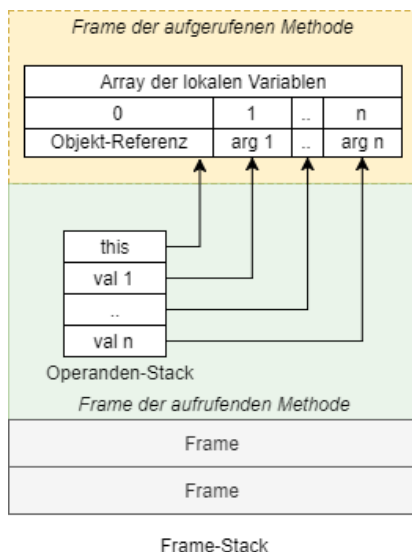 Frame der aufgerufenen Methode
Array der lokalen Variablen
0 1 .. n
Objekt-Referenz arg 1 .. arg n
this
val 1
..
val n
Operanden-Stack
Frame der aufrufenden Methode
Frame
Frame
Frame-Stack